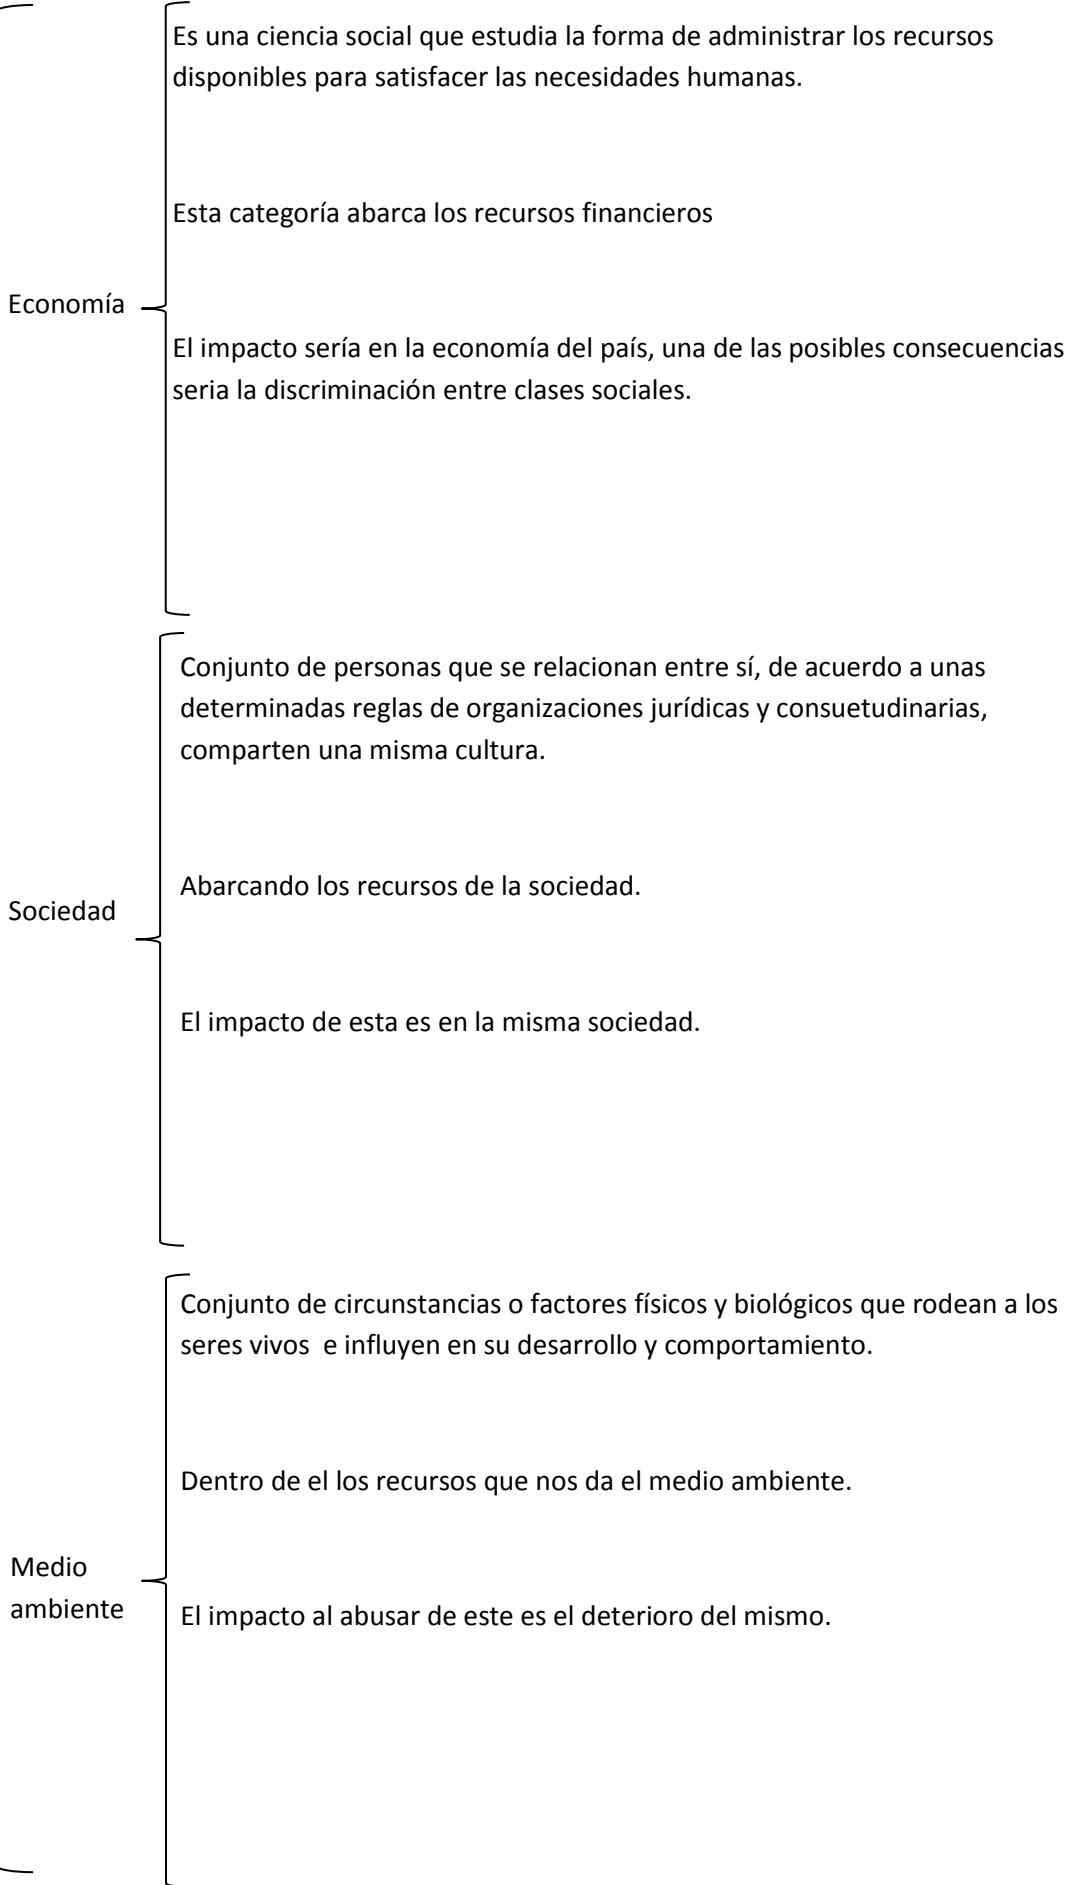 Es una ciencia social que estudia la forma de administrar los recursos
disponibles para satisfacer las necesidades humanas.
Esta categoría abarca los recursos financieros
Economía
El impacto sería en la economía del país, una de las posibles consecuencias
seria la discriminación entre clases sociales.
Conjunto de personas que se relacionan entre sí, de acuerdo a unas
determinadas reglas de organizaciones jurídicas y consuetudinarias,
comparten una misma cultura.
Abarcando los recursos de la sociedad.
Sociedad
El impacto de esta es en la misma sociedad.
Conjunto de circunstancias o factores físicos y biológicos que rodean a los
seres vivos  e influyen en su desarrollo y comportamiento.
Dentro de el los recursos que nos da el medio ambiente.
Medio
ambiente
El impacto al abusar de este es el deterioro del mismo.